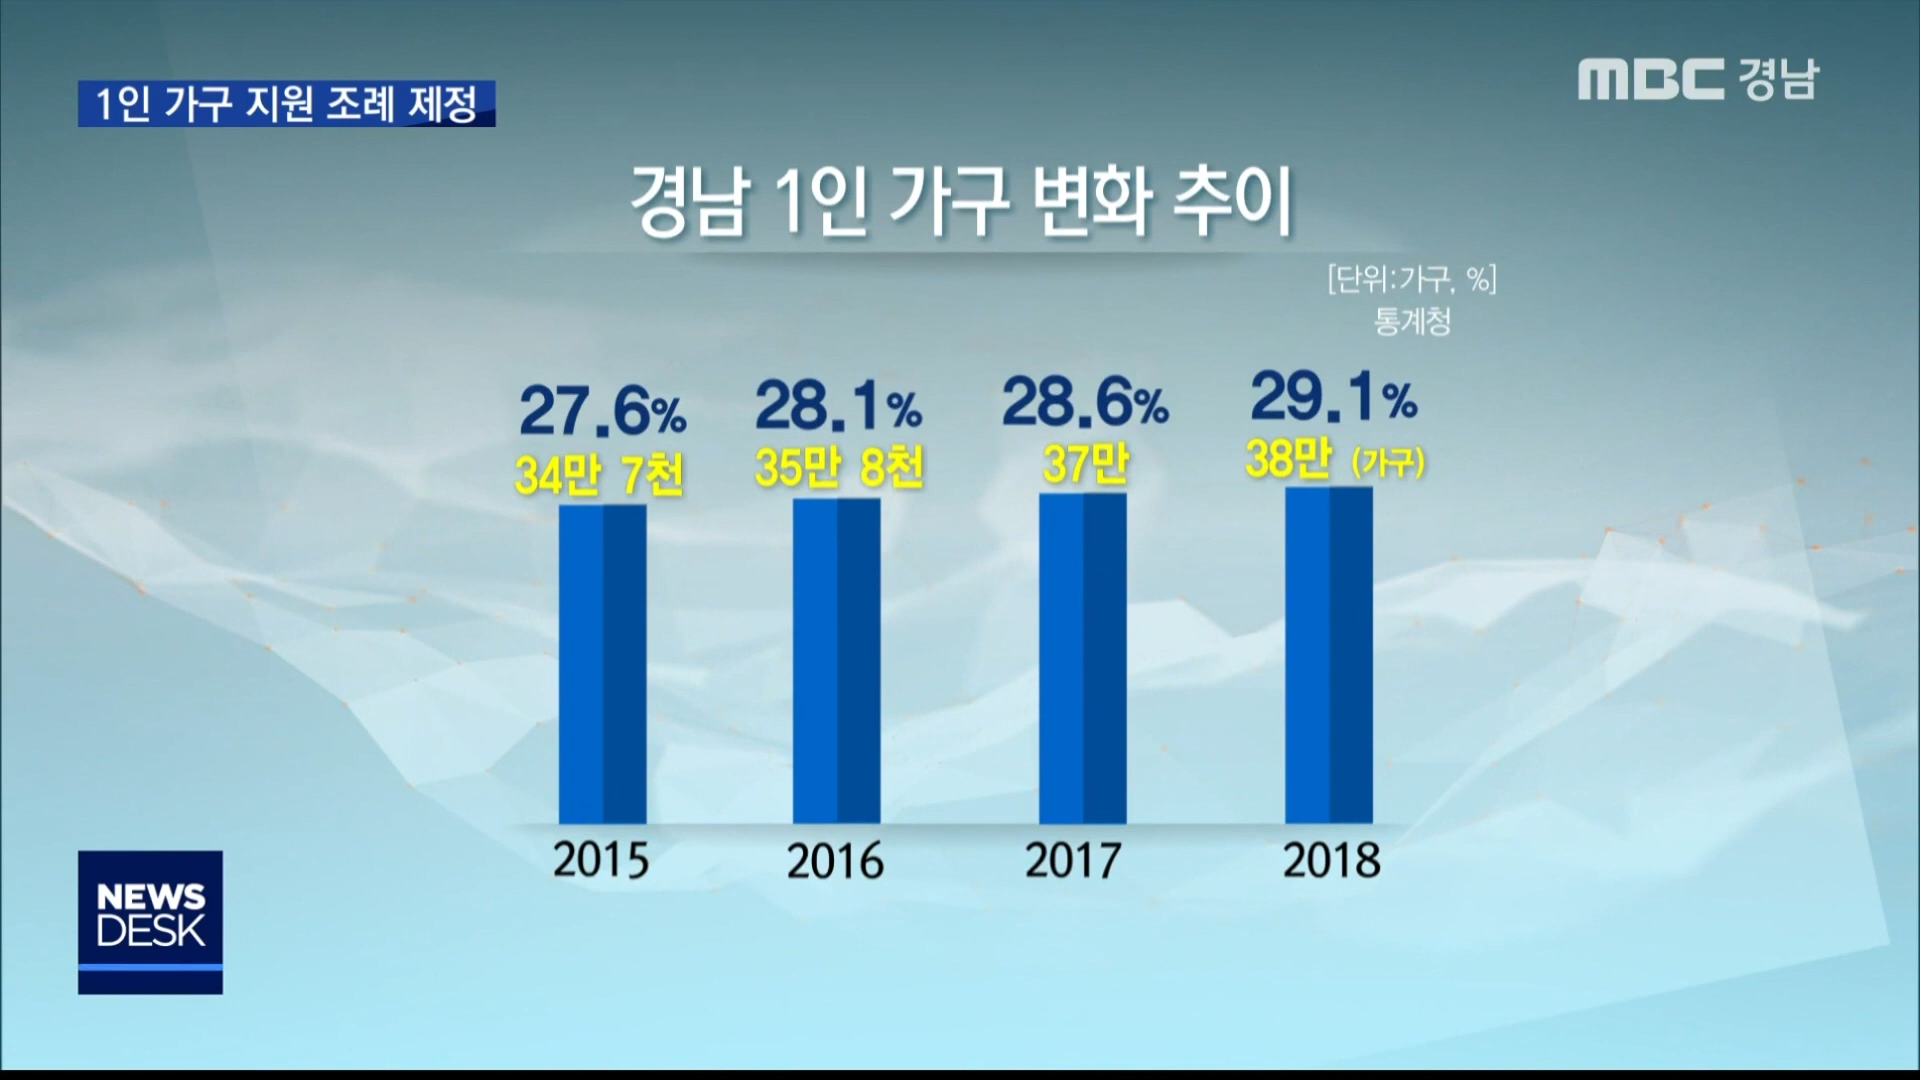 1인 가구 지원 조례 제정
MBC 경남
경남 1인 가구 변화 추이
[단위:가구, %]
통계청
27.6% 28.1% 28.6% 29.1%
34만 7천 35만 8천 37만 38만 (가구)
2015 2016 2017 2018
NEWS
DESK